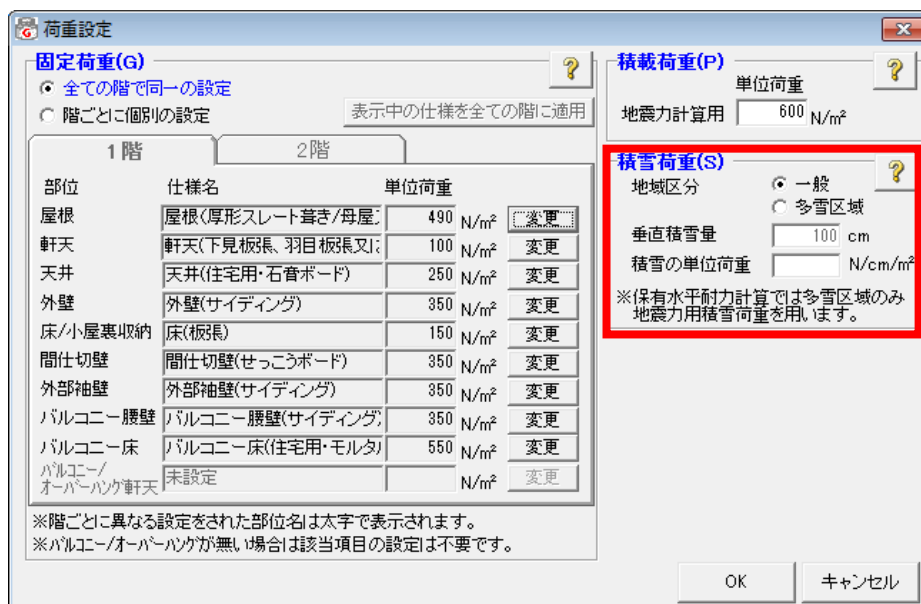 荷重設定
固定荷重(G)
全ての階で同一の設定
階ごとに個別の設定
表示中の仕様を全ての階に適用
1階
2階
部位 仕様名 単位荷重
屋根 屋根(厚形スレート葺き/母屋 490 N/m² 変更
軒天 軒天(下見板張、羽目板張又は 100 N/m² 変更
天井 天井(住宅用・石膏ボード) 250 N/m² 変更
外壁 外壁(サイディング) 350 N/m² 変更
床/小屋裏収納 床(板張) 150 N/m² 変更
間仕切壁 間仕切壁(せっこうボード) 350 N/m² 変更
外部袖壁 外部袖壁(サイディング) 350 N/m² 変更
バルコニー腰壁 バルコニー腰壁(サイディング) 350 N/m² 変更
バルコニー床 バルコニー床(住宅用・モルタル 550 N/m² 変更
バルコニー/
オーバーハング軒天 未設定 N/m² 変更
※階ごとに異なる設定をされた部位名は太字で表示されます。
※バルコニー/オーバーハングが無い場合は該当項目の設定は不要です。
積載荷重(P)
単位荷重
地震力計算用 600 N/m²
積雪荷重(S)
地域区分 一般
多雪区域
垂直積雪量 100 cm
積雪の単位荷重 N/cm/m²
※保有水平耐力計算では多雪区域のみ
地震力用積雪荷重を用います。
OK キャンセル